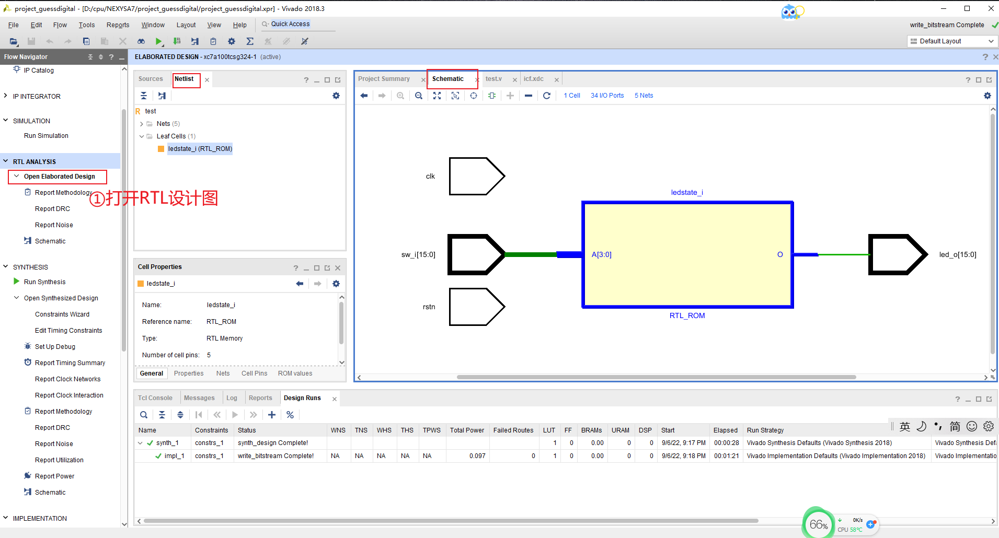 project_guessdigital - [D:/cpu/NEXYSA7/project_guessdigital/project_guessdigital.xpr] - Vivado 2018.3
File Edit Flow Tools Reports Window Layout View Help Quick Access
write_bitstream Complete
Default Layout
Flow Navigator
IP Catalog
IP INTEGRATOR
SIMULATION
Run Simulation
RTL ANALYSIS
Open Elaborated Design
Report Methodology
Report DRC
Report Noise
Schematic
SYNTHESIS
Run Synthesis
Open Synthesized Design
Constraints Wizard
Edit Timing Constraints
Set Up Debug
Report Timing Summary
Report Clock Networks
Report Clock Interaction
Report Methodology
Report DRC
Report Noise
Report Utilization
Report Power
Schematic
IMPLEMENTATION
①打开RTL设计图
ELABORATED DESIGN - xc7a100tcsg324-1 (active)
Sources Netlist
test
Nets (5)
Leaf Cells (1)
ledstate_i (RTL_ROM)
Cell Properties
ledstate_i
Name: ledstate_i
Reference name: RTL_ROM
Type: RTL Memory
Number of cell pins: 5
General Properties Nets Cell Pins ROM values
Project Summary Schematic test.v icf.xdc
1 Cell 34 I/O Ports 5 Nets
clk
ledstate_i
sw_i[15:0] A[3:0] O led_o[15:0]
rstn
RTL_ROM
Tcl Console Messages Log Reports Design Runs
Name Constraints Status WNS TNS WHS THS TPWS Total Power Failed Routes LUT FF BRAMs URAM DSP Start Elapsed Run Strategy
synth_1 constrs_1 synth_design Complete! 1 0 0.00 0 0 9/6/22, 9:17 PM 00:00:28 Vivado Synthesis Defaults (Vivado Synthesis 2018) Vivado Synthesis Def
impl_1 constrs_1 write_bitstream Complete! NA NA NA NA NA 0.097 0 1 0 0.00 0 0 9/6/22, 9:18 PM 00:01:21 Vivado Implementation Defaults (Vivado Implementation 2018) Vivado Implementatio
英 简
66%
0K/s
CPU 58℃